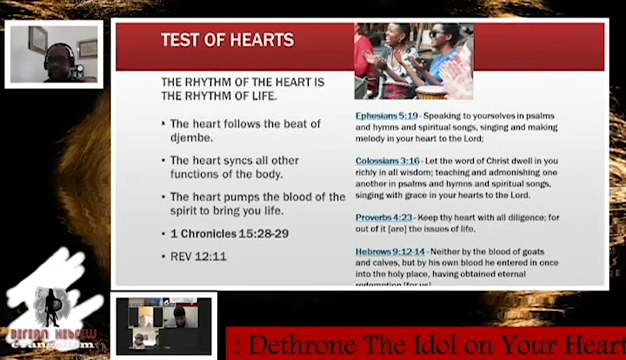 TEST OF HEARTS
THE RHYTHM OF THE HEART IS
THE RHYTHM OF LIFE.
• The heart follows the beat of
djembe.
• The heart syncs all other
functions of the body.
• The heart pumps the blood of the
spirit to bring you life.
• 1 Chronicles 15:28-29
• REV 12:11
Ephesians 5:19 - Speaking to yourselves in psalms
and hymns and spiritual songs, singing and making
melody in your heart to the Lord;
Colossians 3:16 - Let the word of Christ dwell in you
richly in all wisdom; teaching and admonishing one
another in psalms and hymns and spiritual songs,
singing with grace in your hearts to the Lord.
Proverbs 4:23 - Keep thy heart with all diligence; for
out of it [are] the issues of life.
Hebrews 9:12-14 - Neither by the blood of goats
and calves, but by his own blood he entered in once
into the holy place, having obtained eternal
redemption [for us]
BEREAN HEBREW
evangelism
: Dethrone The Idol on Your Heart